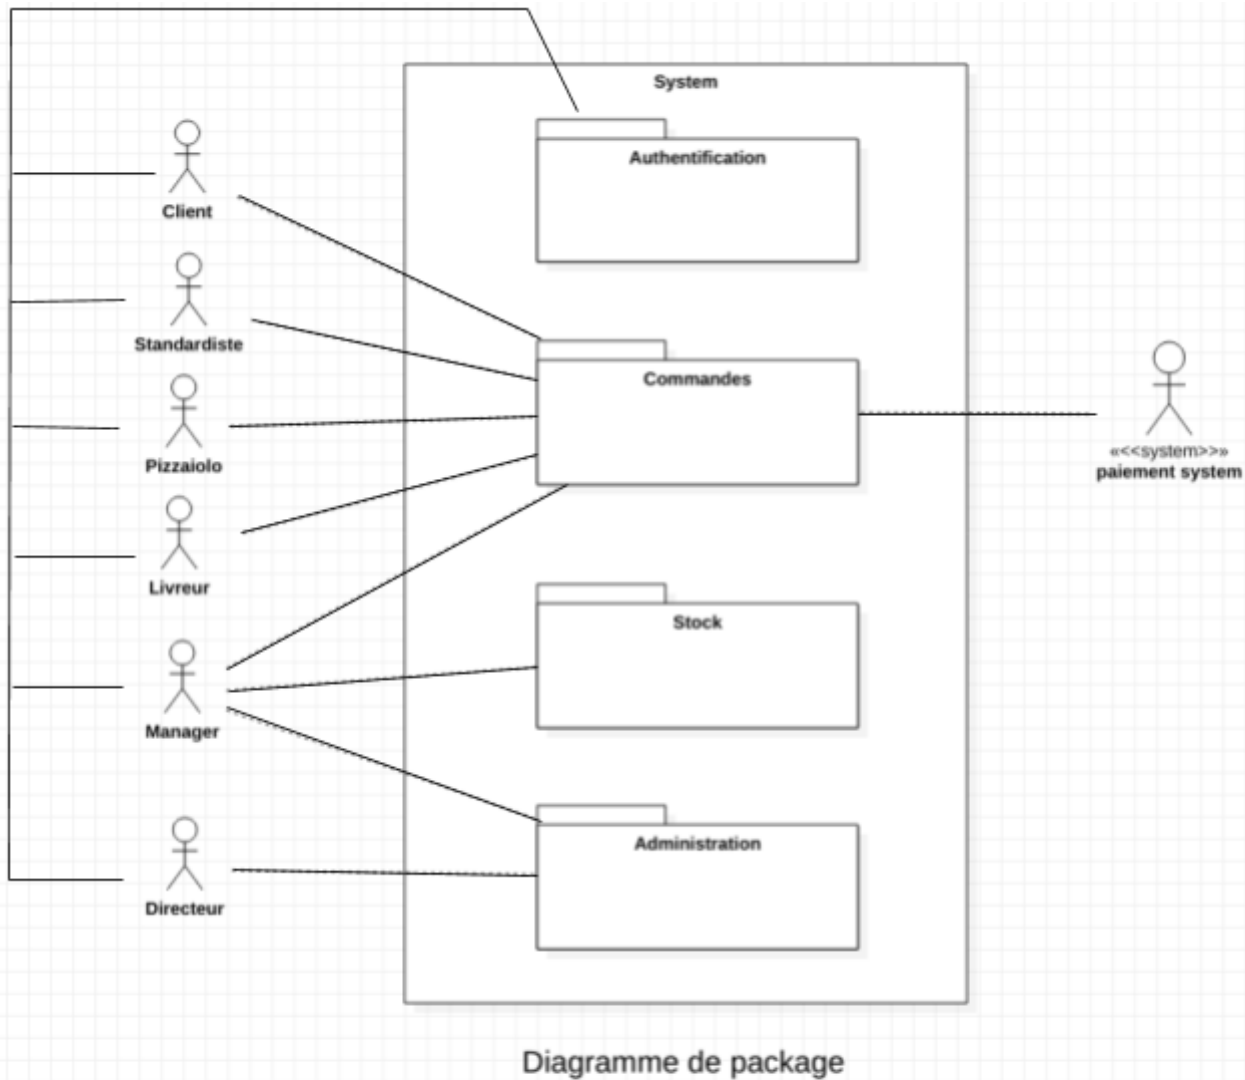 System
Authentification
Client
Standardiste
Commandes
Pizzaiolo
«<<system>>»
paiement system
Livreur
Stock
Manager
Administration
Directeur
Diagramme de package